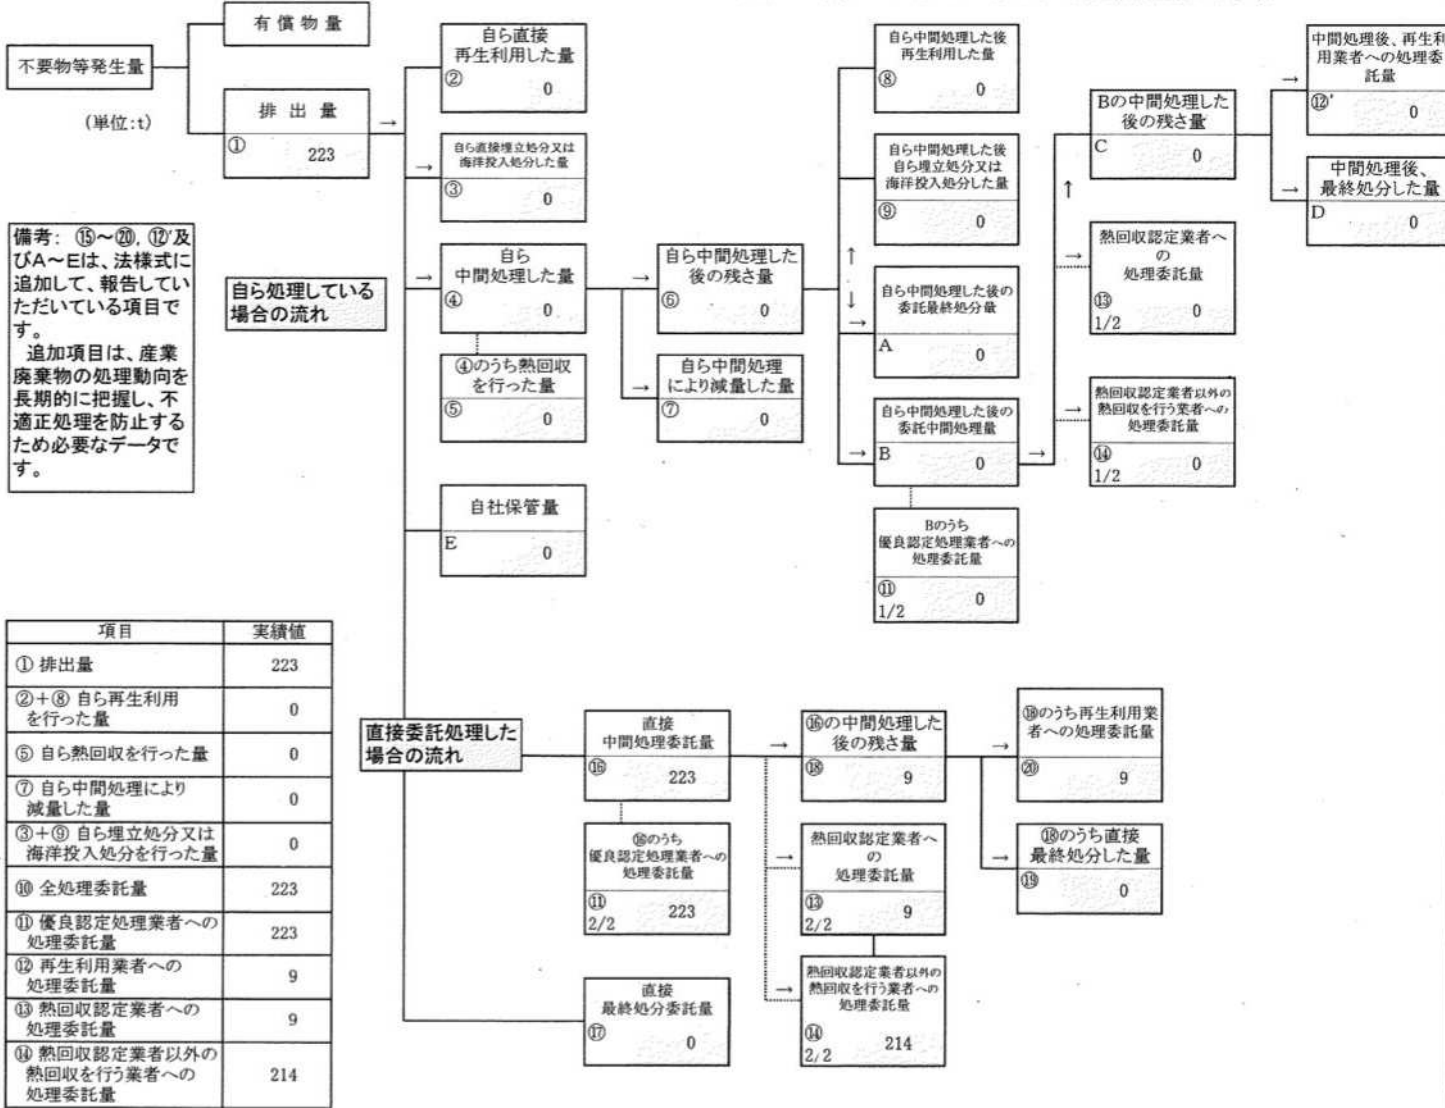 不要物等発生量
(単位:t)
有償物量
排出量
① 223
→
自ら直接
再生利用した量
② 0
→
自ら直接埋立処分又は
海洋投入処分した量
③ 0
→
自ら
中間処理した量
④ 0
④のうち熱回収
を行った量
⑤ 0
自社保管量
E 0
→
自ら中間処理した
後の残さ量
⑥ 0
→
自ら中間処理
により減量した量
⑦ 0
自ら中間処理した後
再生利用した量
⑧ 0
自ら中間処理した後
自ら埋立処分又は
海洋投入処分した量
⑨ 0
↑
↓
→
自ら中間処理した後の
委託最終処分量
A 0
→
自ら中間処理した後の
委託中間処理量
B 0
Bのうち
優良認定処理業者への
処理委託量
⑪
1/2 0
→
↑
Bの中間処理した
後の残さ量
C 0
→
熱回収認定業者へ
の
処理委託量
⑬
1/2 0
→
熱回収認定業者以外の
熱回収を行う業者への
処理委託量
⑭
1/2 0
→
中間処理後、再生利
用業者への処理委
託量
⑫' 0
→
中間処理後、
最終処分した量
D 0
備考: ⑮~⑳, ⑫'及
びA~Eは、法様式に
追加して、報告してい
ただいている項目で
す。
追加項目は、産業
廃棄物の処理動向を
長期的に把握し、不
適正処理を防止する
ため必要なデータで
す。
自ら処理している
場合の流れ
項目 実績値
① 排出量 223
②+⑧ 自ら再生利用
を行った量 0
⑤ 自ら熱回収を行った量 0
⑦ 自ら中間処理により
減量した量 0
③+⑨ 自ら埋立処分又は
海洋投入処分を行った量 0
⑩ 全処理委託量 223
⑪ 優良認定処理業者への
処理委託量 223
⑫ 再生利用業者への
処理委託量 9
⑬ 熱回収認定業者への
処理委託量 9
⑭ 熱回収認定業者以外の
熱回収を行う業者への
処理委託量 214
直接委託処理した
場合の流れ
直接
中間処理委託量
⑯ 223
⑯のうち
優良認定処理業者への
処理委託量
⑪
2/2 223
直接
最終処分委託量
⑰ 0
→
⑯の中間処理した
後の残さ量
⑱ 9
→
熱回収認定業者へ
の
処理委託量
⑬
2/2 9
→
熱回収認定業者以外の
熱回収を行う業者への
処理委託量
⑭
2/2 214
→
⑱のうち再生利用業
者への処理委託量
⑳ 9
→
⑱のうち直接
最終処分した量
⑲ 0